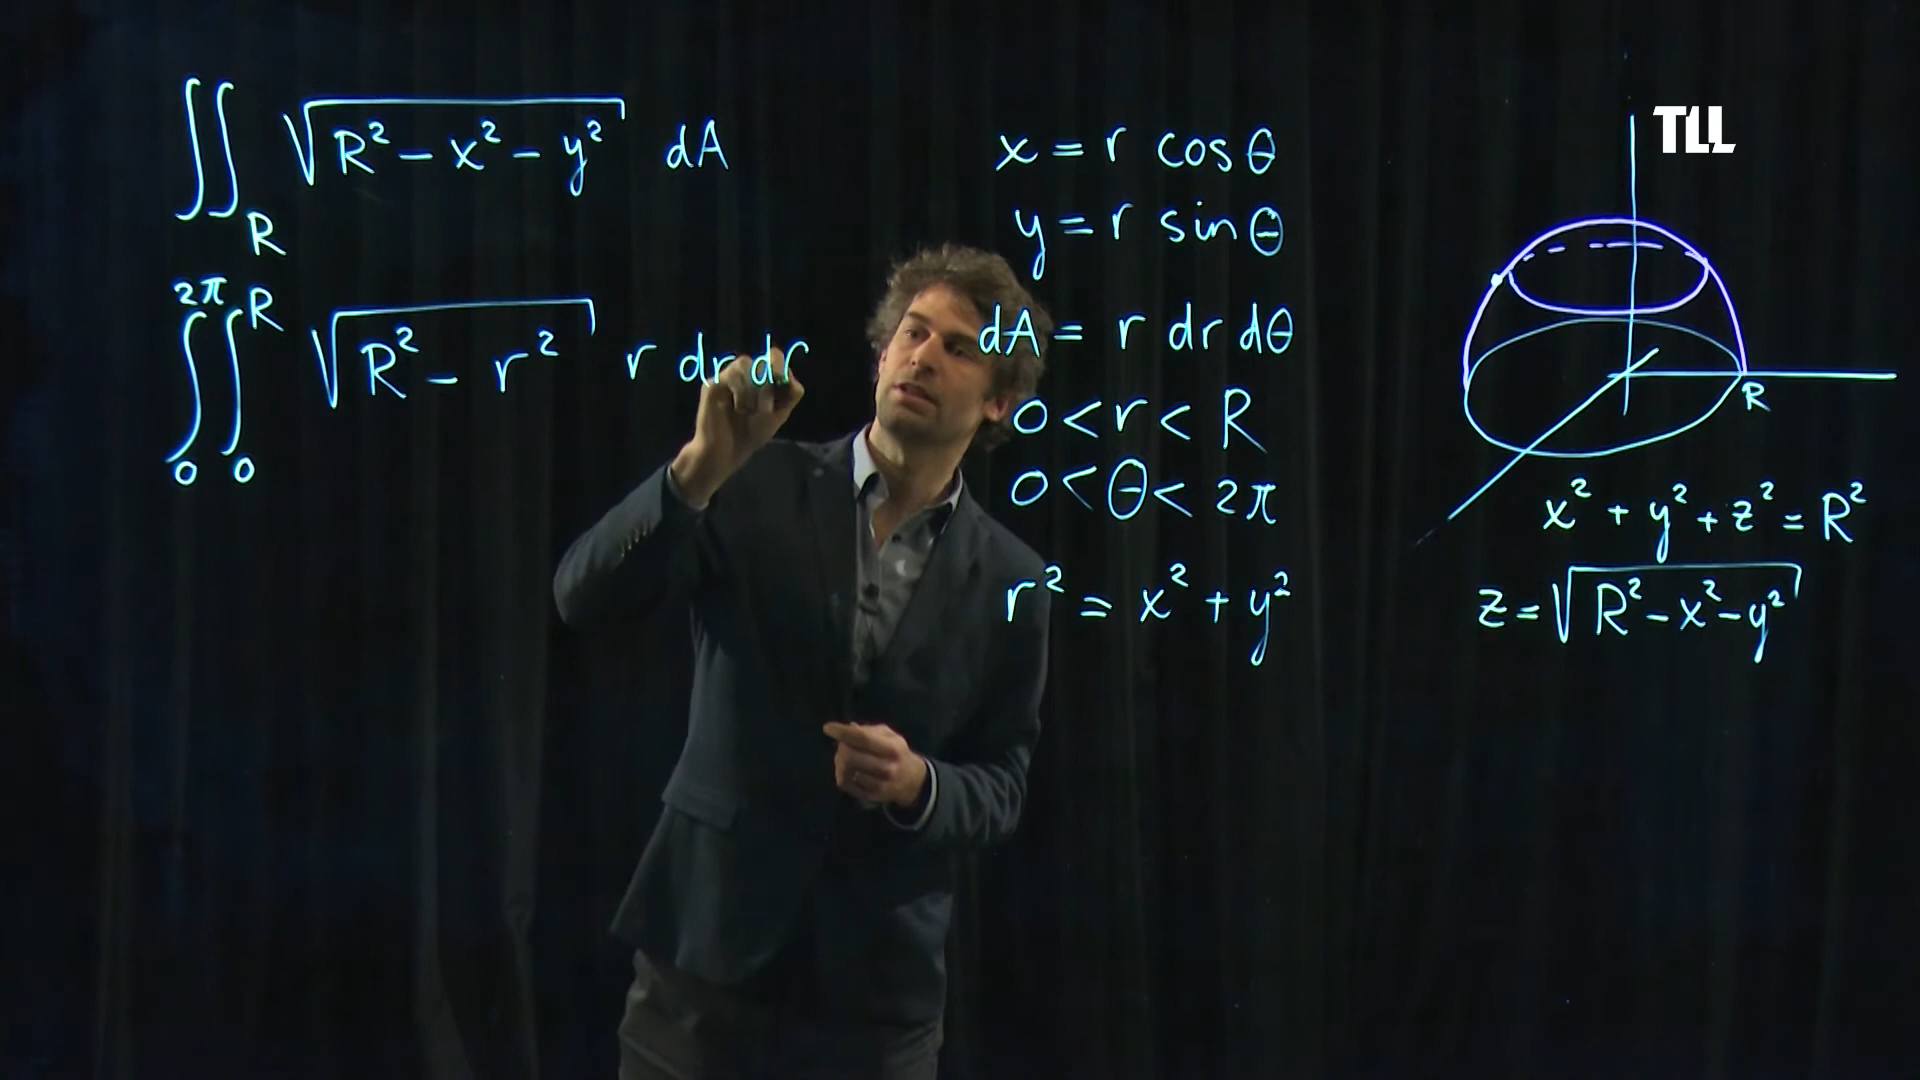 ∬_R √(R² − x² − y²) dA
∫₀^2π ∫₀^R √(R² − r²) r dr d
x = r cos θ
y = r sin θ
dA = r dr dθ
0 < r < R
0 < θ < 2π
r² = x² + y²
TLL
R
x² + y² + z² = R²
z = √(R² − x² − y²)